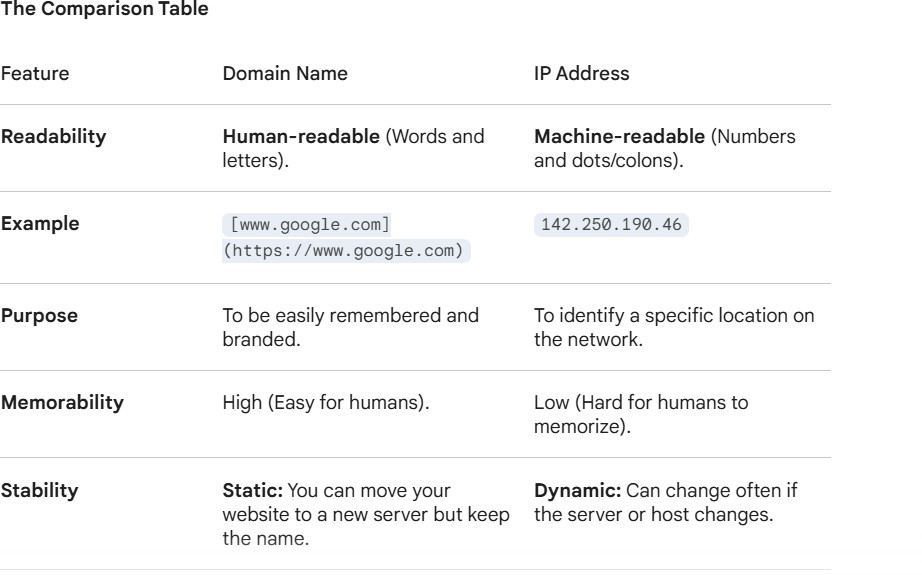 The Comparison Table
Feature Domain Name IP Address
Readability Human-readable (Words and Machine-readable (Numbers
letters). and dots/colons).
Example [www.google.com] 142.250.190.46
(https://www.google.com)
Purpose To be easily remembered and To identify a specific location on
branded. the network.
Memorability High (Easy for humans). Low (Hard for humans to
memorize).
Stability Static: You can move your Dynamic: Can change often if
website to a new server but keep the server or host changes.
the name.